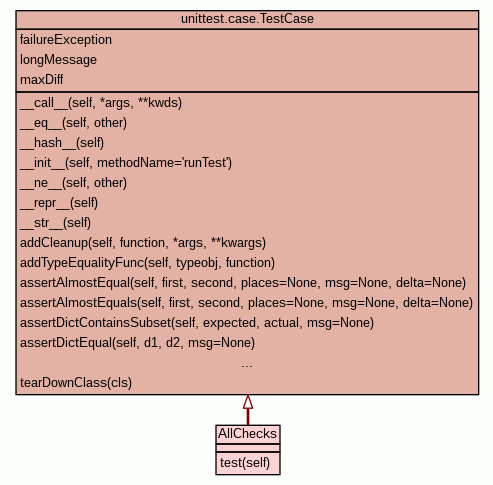 unittest.case.TestCase
failureException
longMessage
maxDiff
__call__(self, *args, **kwds)
__eq__(self, other)
__hash__(self)
__init__(self, methodName='runTest')
__ne__(self, other)
__repr__(self)
__str__(self)
addCleanup(self, function, *args, **kwargs)
addTypeEqualityFunc(self, typeobj, function)
assertAlmostEqual(self, first, second, places=None, msg=None, delta=None)
assertAlmostEquals(self, first, second, places=None, msg=None, delta=None)
assertDictContainsSubset(self, expected, actual, msg=None)
assertDictEqual(self, d1, d2, msg=None)
...
tearDownClass(cls)
AllChecks
test(self)